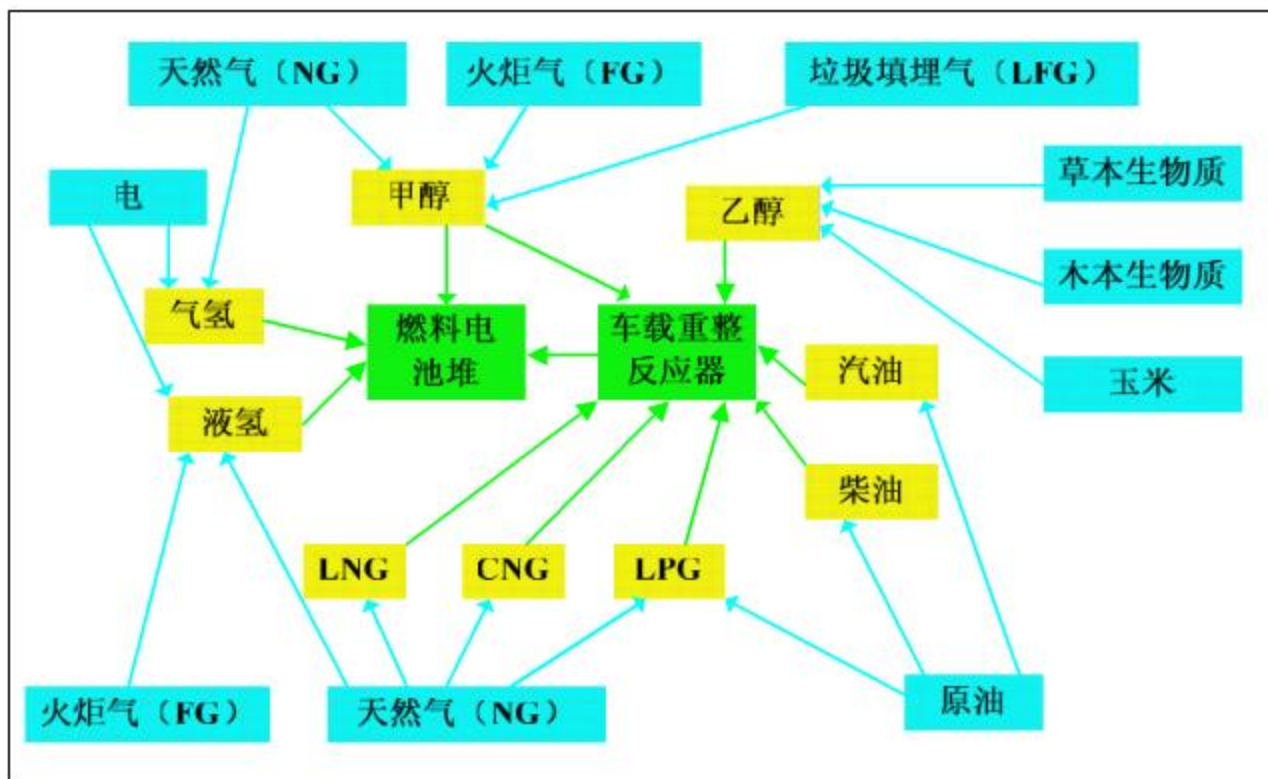 天然气（NG）
火炬气（FG）
垃圾填埋气（LFG）
电
甲醇
乙醇
草本生物质
木本生物质
气氢
燃料电
池堆
车载重整
反应器
汽油
玉米
液氢
柴油
LNG
CNG
LPG
火炬气（FG）
天然气（NG）
原油